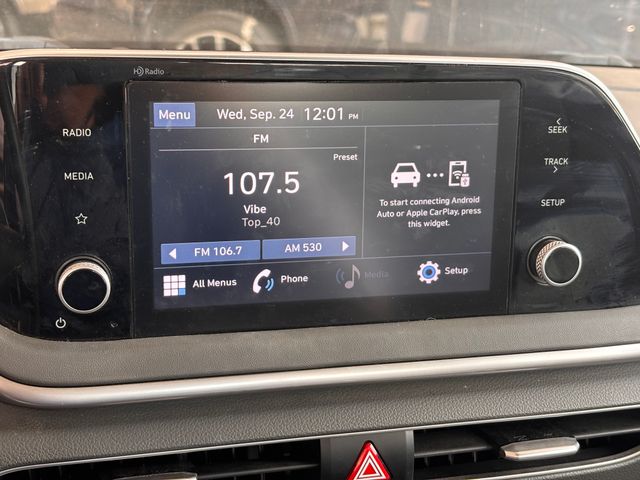 HD Radio
RADIO
MEDIA
Menu
Wed, Sep. 24 12:01 PM
FM
Preset
107.5
Vibe
Top_40
FM 106.7
AM 530
To start connecting Android
Auto or Apple CarPlay, press
this widget.
All Menus
Phone
Media
Setup
SEEK
TRACK
SETUP